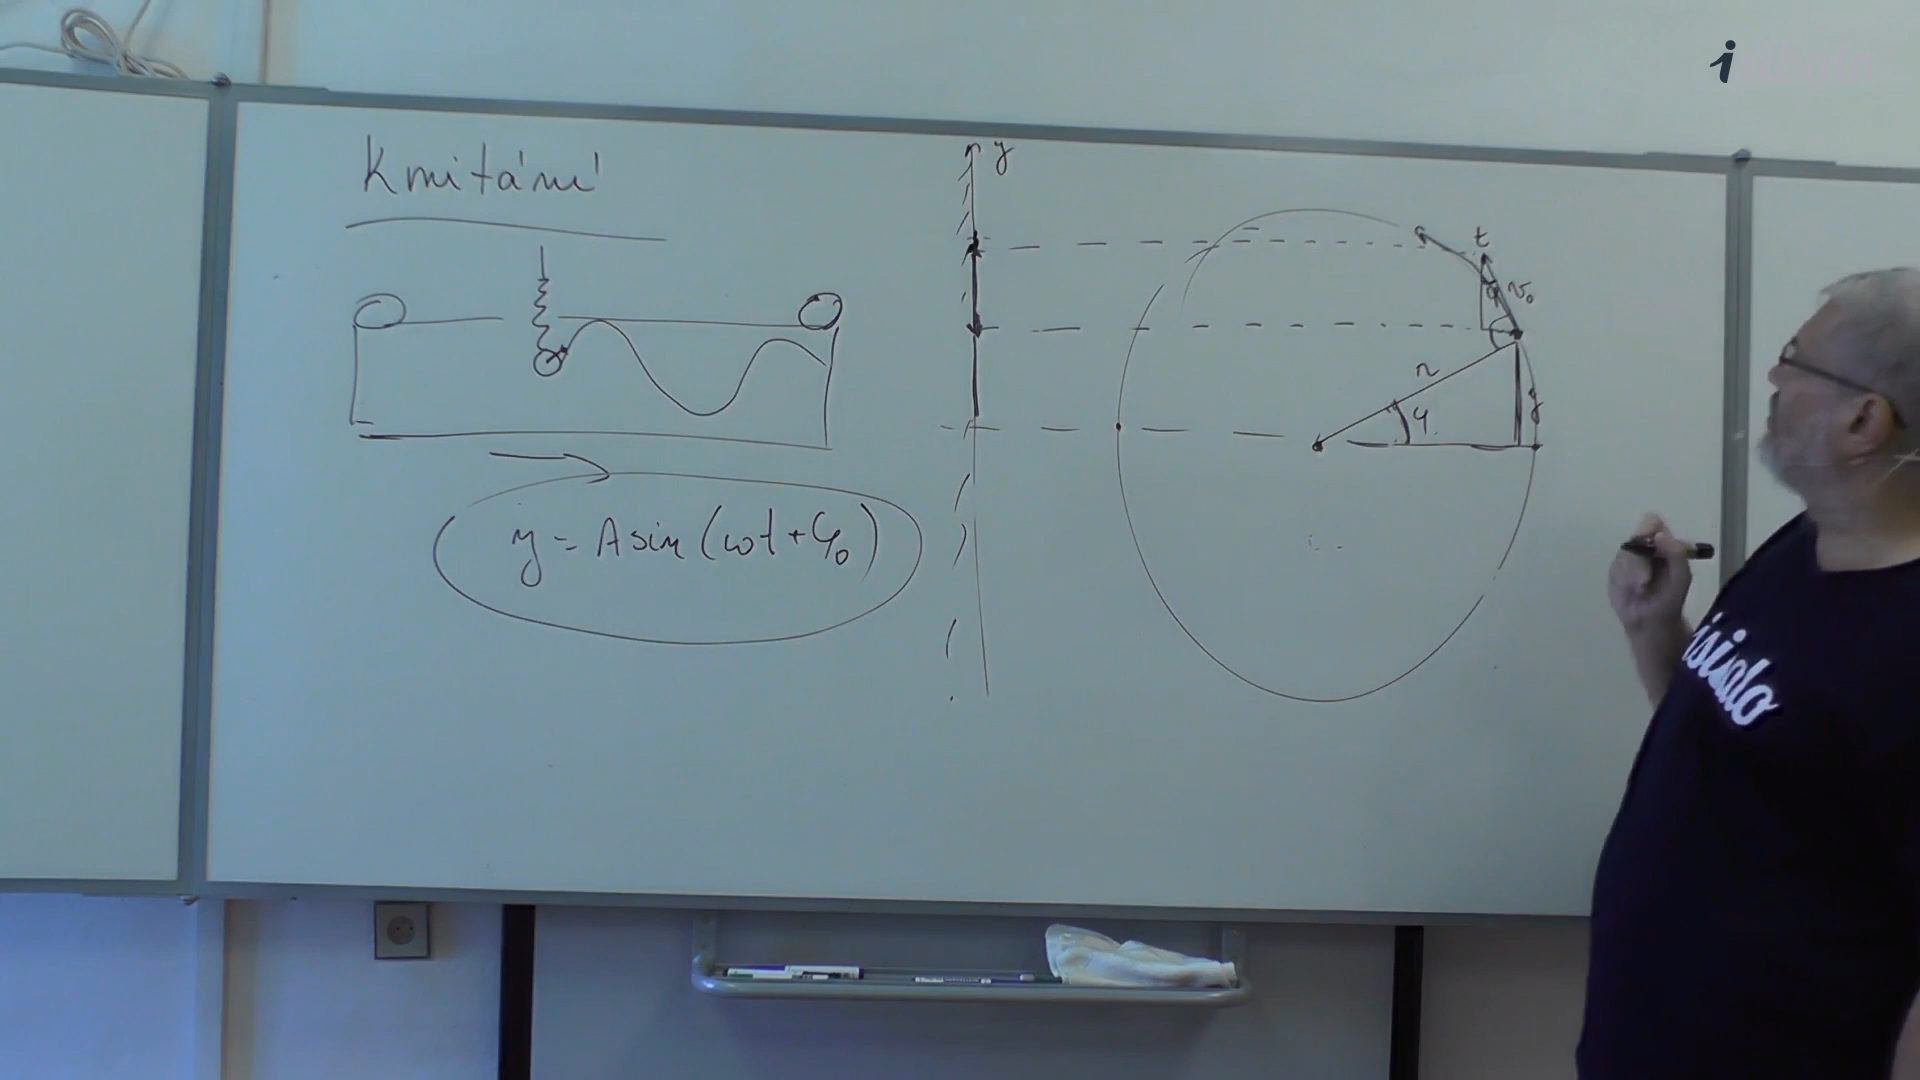 Kmitání
y = A sin (ωt + φ₀)
y
t
φ
v₀
r
φ
y
i